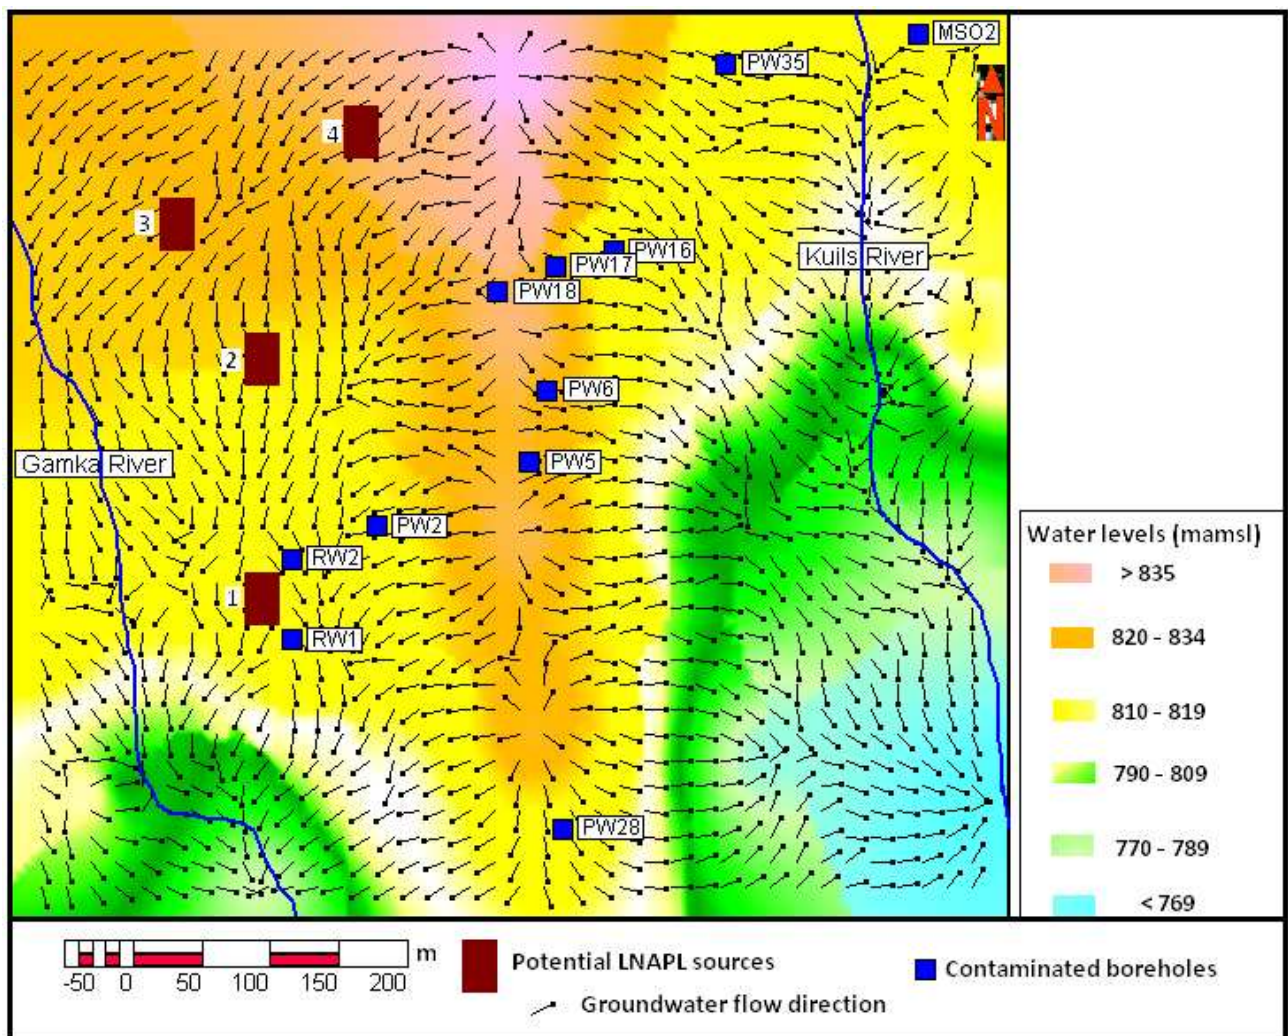 MSO2
PW35
N
4
3
PW16
PW17
Kuils River
PW18
2
PW6
Gamka River
PW5
PW2
RW2
1
RW1
PW28
Water levels (mamsl)
> 835
820 - 834
810 - 819
790 - 809
770 - 789
< 769
m
-50 0 50 100 150 200
Potential LNAPL sources
Contaminated boreholes
Groundwater flow direction